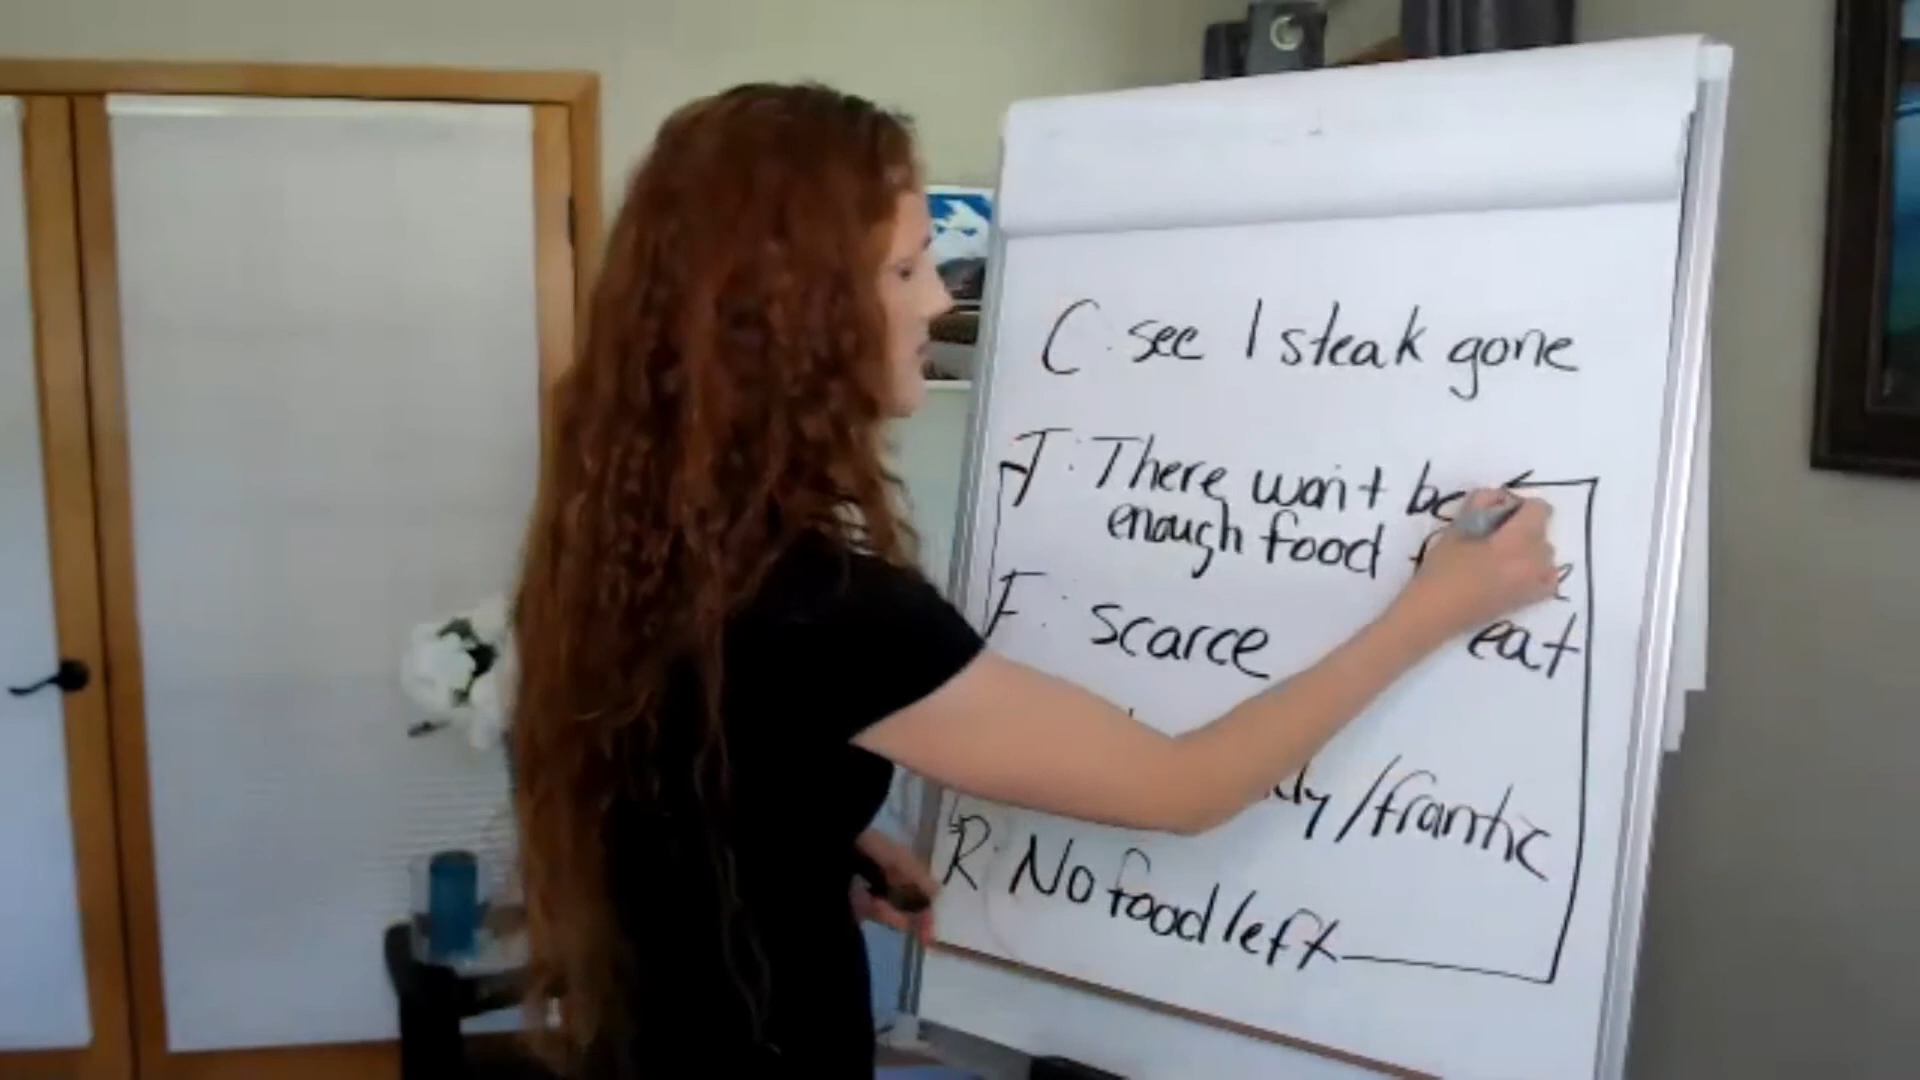 C: see 1 steak gone
T: There won't be
enough food
F: scarce
eat
/frantic
R: No food left